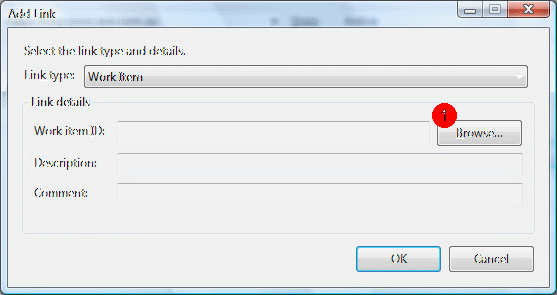 Add Link
Select the link type and details.
Link type: Work Item
Link details
1
Work item ID: Browse...
Description:
Comment:
OK Cancel